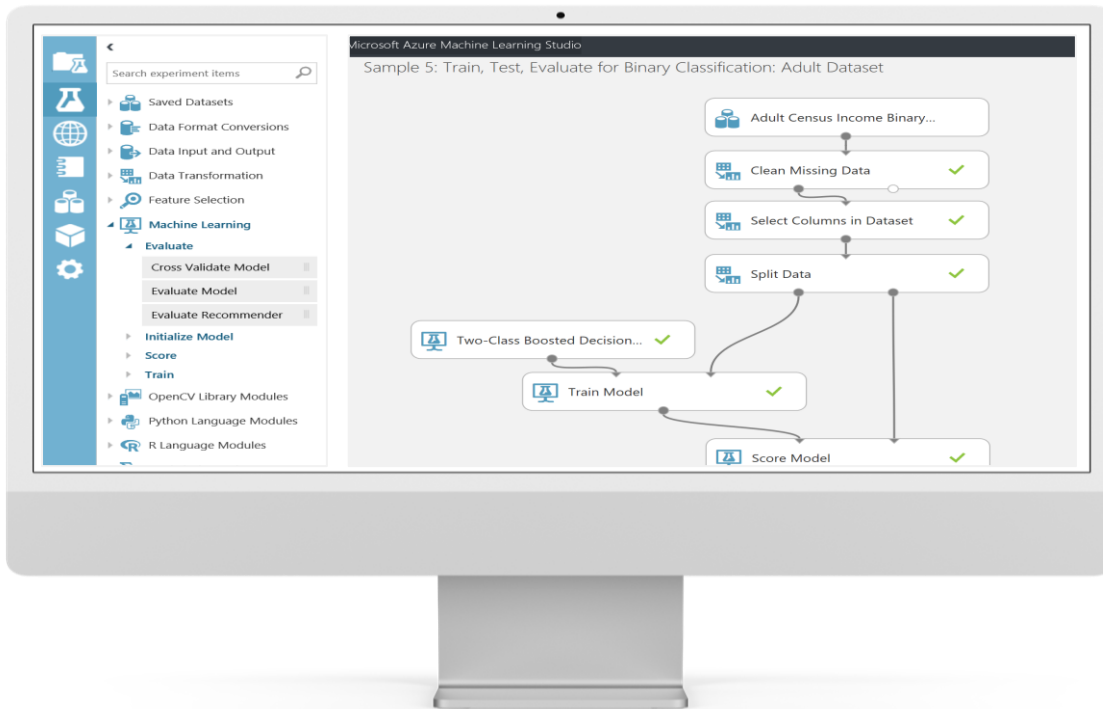 Microsoft Azure Machine Learning Studio
Sample 5: Train, Test, Evaluate for Binary Classification: Adult Dataset
Search experiment items
Saved Datasets
Data Format Conversions
Data Input and Output
Data Transformation
Feature Selection
Machine Learning
Evaluate
Cross Validate Model
Evaluate Model
Evaluate Recommender
Initialize Model
Score
Train
OpenCV Library Modules
Python Language Modules
R Language Modules
Adult Census Income Binary...
Clean Missing Data
Select Columns in Dataset
Split Data
Two-Class Boosted Decision...
Train Model
Score Model